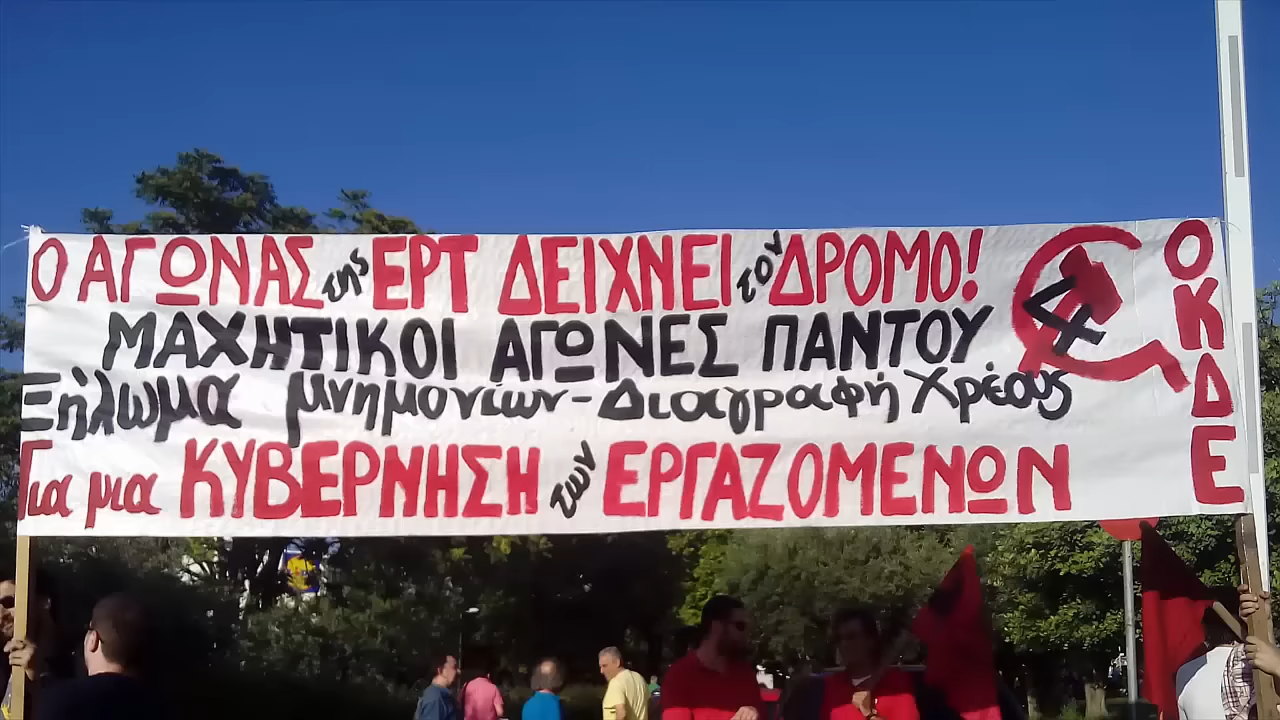 Ο ΑΓΩΝΑΣ της ΕΡΤ ΔΕΙΧΝΕΙ τον ΔΡΟΜΟ!
ΜΑΧΗΤΙΚΟΙ ΑΓΩΝΕΣ ΠΑΝΤΟΥ
Ξήλωμα μνημονίων - Διαγραφή Χρέους
Για μια ΚΥΒΕΡΝΗΣΗ των ΕΡΓΑΖΟΜΕΝΩΝ
4
ΟΚΔΕ